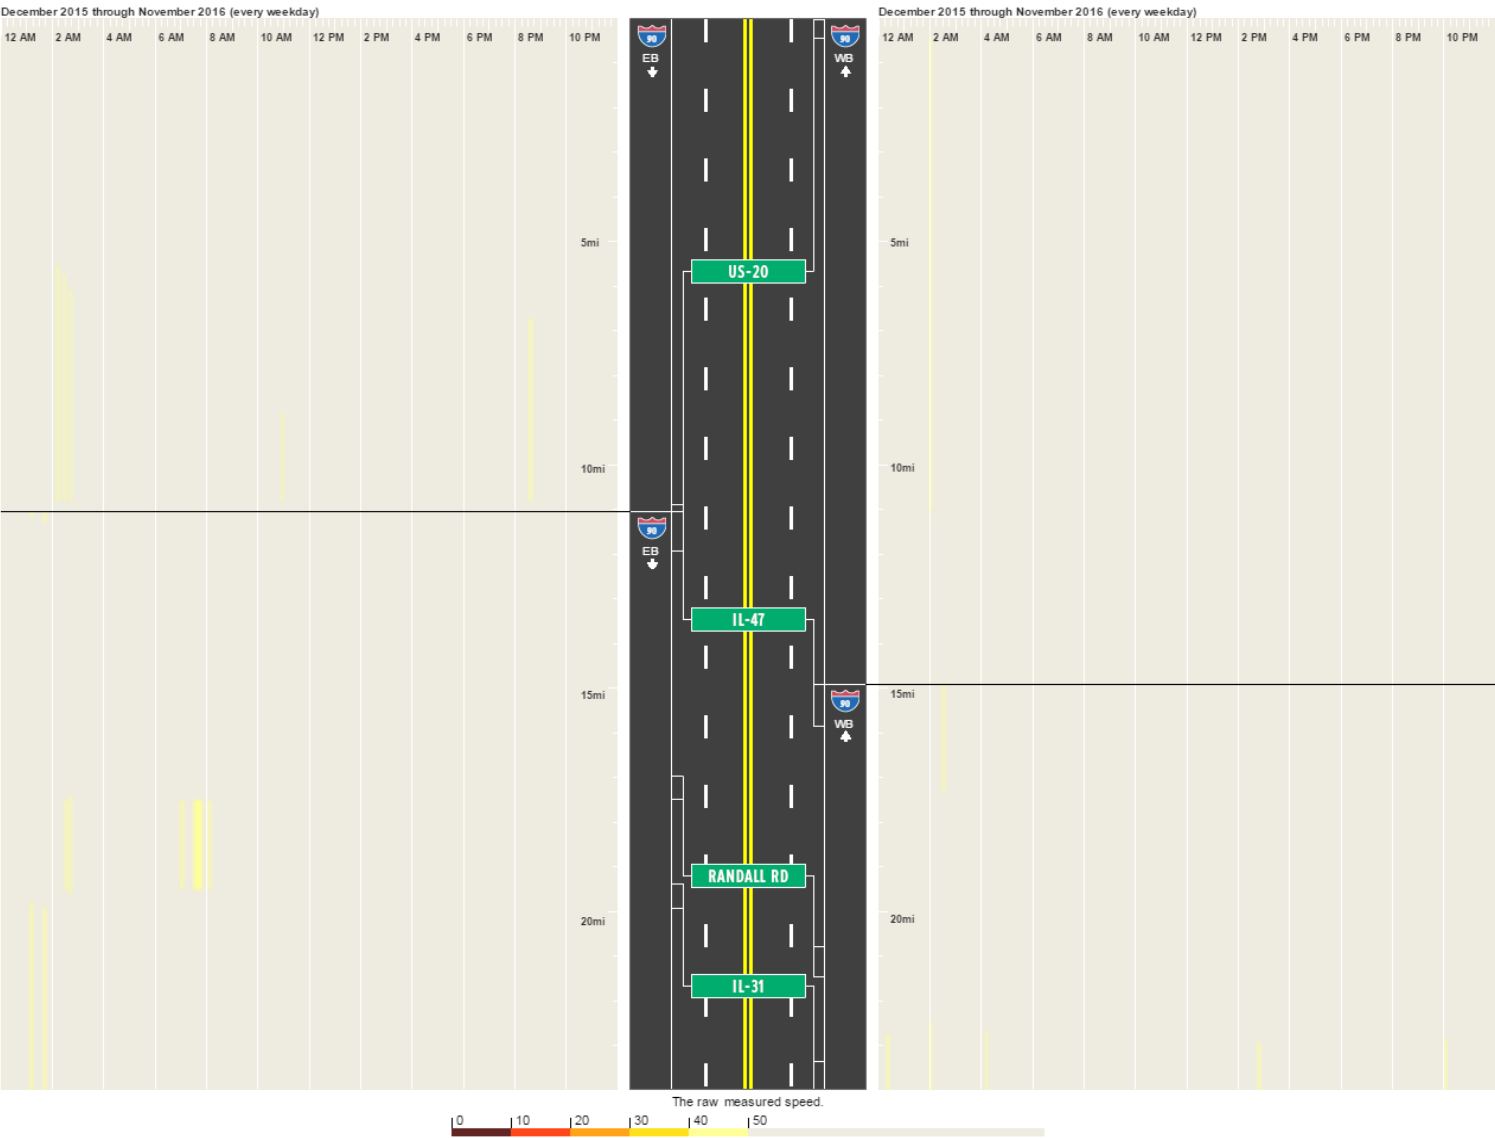 December 2015 through November 2016 (every weekday)
December 2015 through November 2016 (every weekday)
12 AM 2 AM 4 AM 6 AM 8 AM 10 AM 12 PM 2 PM 4 PM 6 PM 8 PM 10 PM
90
EB
90
WB
12 AM 2 AM 4 AM 6 AM 8 AM 10 AM 12 PM 2 PM 4 PM 6 PM 8 PM 10 PM
5mi
5mi
US-20
10mi
10mi
90
EB
IL-47
15mi
15mi
90
WB
RANDALL RD
20mi
20mi
IL-31
The raw measured speed.
0 10 20 30 40 50